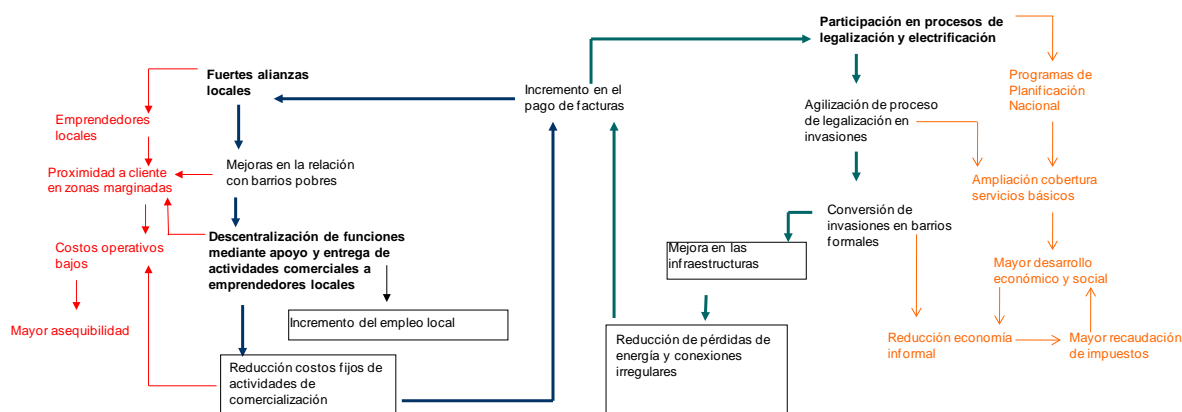 Participación en procesos de
legalización y electrificación
Fuertes alianzas
locales
Incremento en el
pago de facturas
Programas de
Planificación
Nacional
Emprendedores
locales
Agilización de proceso
de legalización en
invasiones
Proximidad a cliente
en zonas marginadas
Mejoras en la relación
con barrios pobres
Ampliación cobertura
servicios básicos
Costos operativos
bajos
Descentralización de funciones
mediante apoyo y entrega de
actividades comerciales a
emprendedores locales
Conversión de
invasiones en barrios
formales
Mejora en las
infraestructuras
Mayor desarrollo
económico y social
Mayor asequibilidad
Incremento del empleo local
Reducción de pérdidas de
energía y conexiones
irregulares
Reducción economía
informal
Mayor recaudación
de impuestos
Reducción costos fijos de
actividades de
comercialización